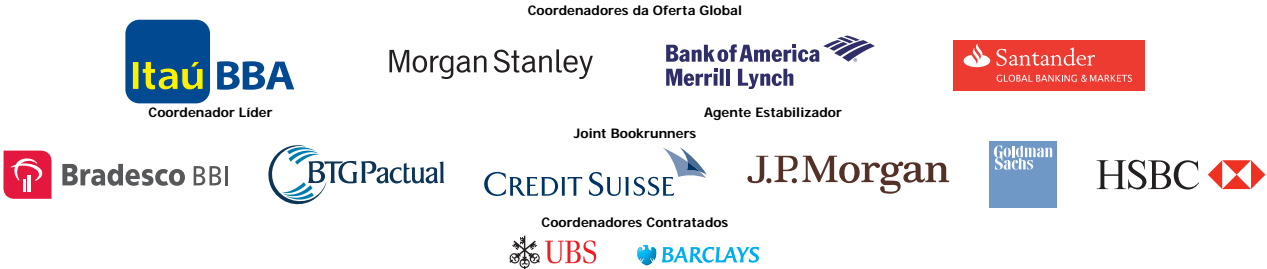 Coordenadores da Oferta Global
Itaú BBA
Morgan Stanley
Bank of America
Merrill Lynch
Santander
GLOBAL BANKING & MARKETS
Coordenador Líder
Agente Estabilizador
Joint Bookrunners
Bradesco BBI
BTGPactual
CREDIT SUISSE
J.P.Morgan
Goldman
Sachs
HSBC
Coordenadores Contratados
UBS
BARCLAYS